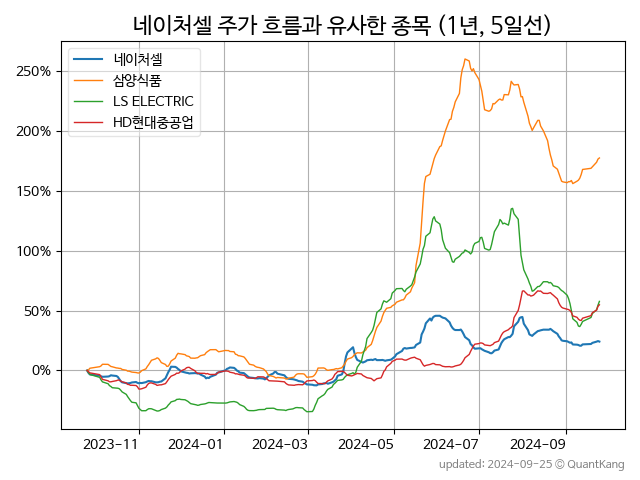 네이처셀 주가 흐름과 유사한 종목 (1년, 5일선)
네이처셀
삼양식품
LS ELECTRIC
HD현대중공업
250%
200%
150%
100%
50%
0%
2023-11 2024-01 2024-03 2024-05 2024-07 2024-09
updated: 2024-09-25 © QuantKang